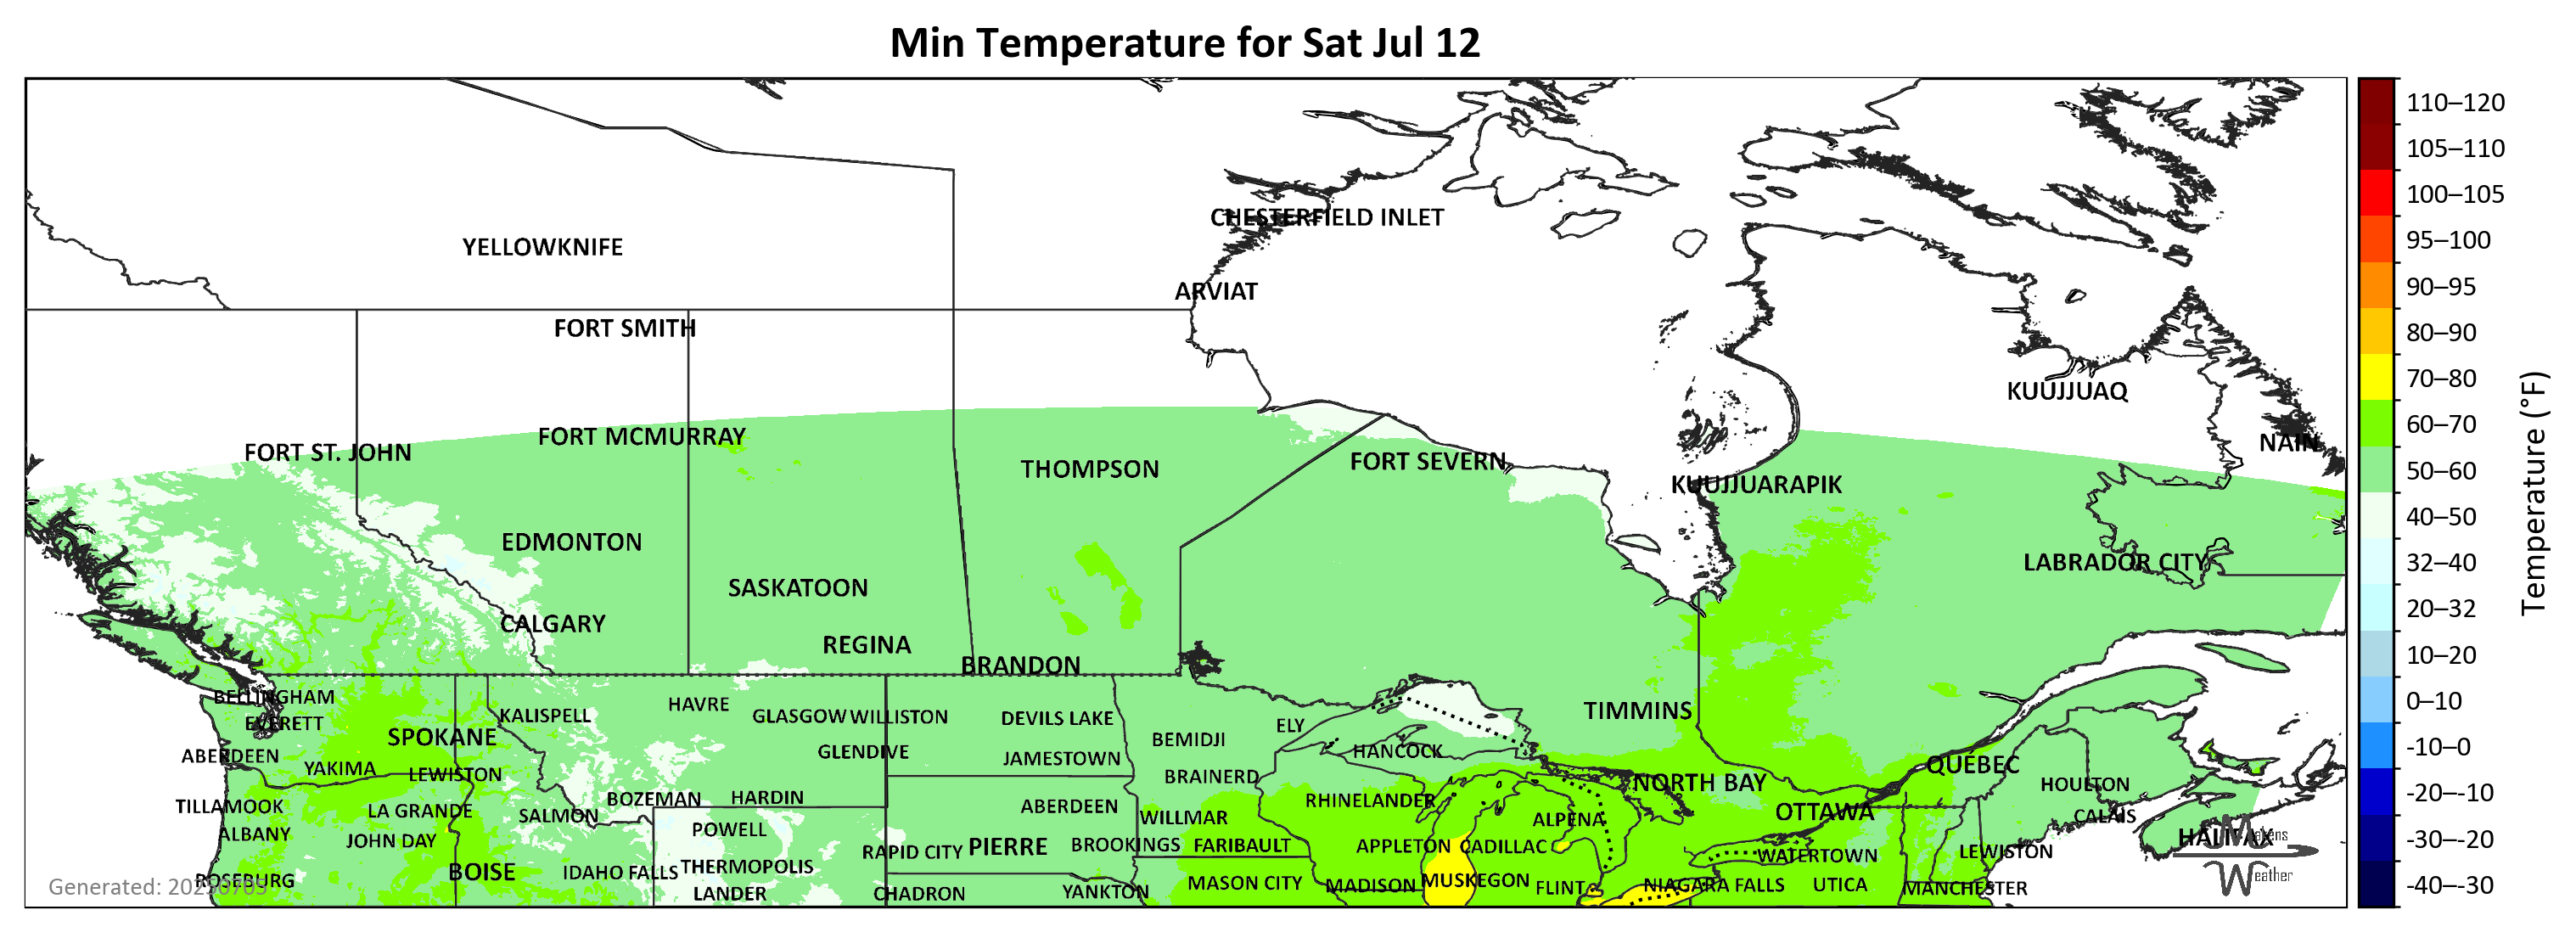 Min Temperature for Sat Jul 12
CHESTERFIELD INLET
YELLOWKNIFE
ARVIAT
FORT SMITH
KUUJJUAQ
FORT MCMURRAY
NAIN
FORT ST. JOHN
FORT SEVERN
THOMPSON
KUUJJUARAPIK
EDMONTON
LABRADOR CITY
SASKATOON
CALGARY
REGINA
BRANDON
BELLINGHAM
HAVRE
TIMMINS
KALISPELL
GLASGOW
WILLISTON
DEVILS LAKE
EVERETT
ELY
SPOKANE
BEMIDJI
HANCOCK
GLENDIVE
ABERDEEN
JAMESTOWN
QUÉBEC
YAKIMA
LEWISTON
BRAINERD
NORTH BAY
HOULTON
BOZEMAN
HARDIN
RHINELANDER
TILLAMOOK
ABERDEEN
LA GRANDE
OTTAWA
SALMON
CALAIS
WILLMAR
ALPENA
POWELL
ALBANY
HALIFAX
JOHN DAY
PIERRE
BROOKINGS
FARIBAULT
APPLETON
CADILLAC
RAPID CITY
LEWISTON
WATERTOWN
THERMOPOLIS
BOISE
IDAHO FALLS
ROSEBURG
MUSKEGON
MASON CITY
MADISON
FLINT
NIAGARA FALLS
UTICA
MANCHESTER
LANDER
CHADRON
YANKTON
Generated: 20250705
Weather
110–120
105–110
100–105
95–100
90–95
80–90
70–80
60–70
50–60
40–50
32–40
20–32
10–20
0–10
-10–0
-20–-10
-30–-20
-40–-30
Temperature (°F)